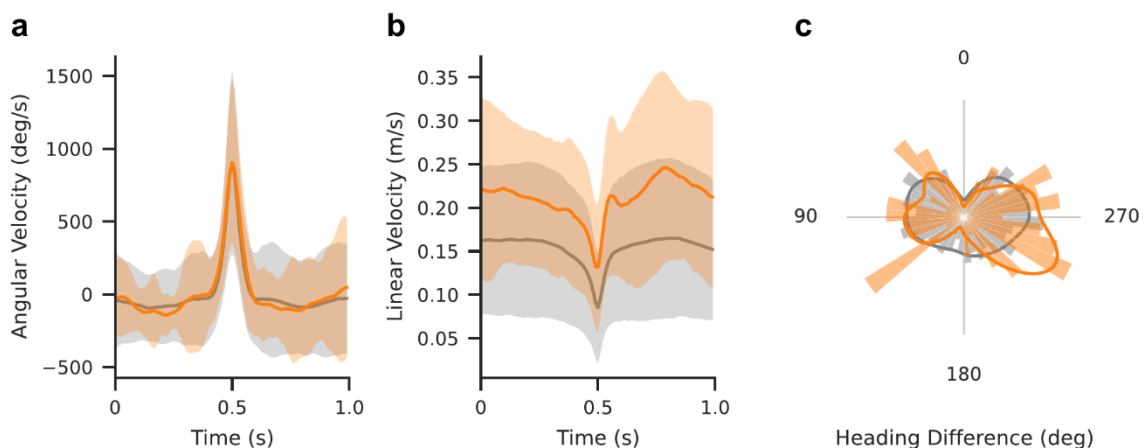 a
b
c
Angular Velocity (deg/s)
1500
1000
500
0
−500
0
0.5
1.0
Time (s)
Linear Velocity (m/s)
0.35
0.30
0.25
0.20
0.15
0.10
0.05
0
0.5
1.0
Time (s)
0
90
270
180
Heading Difference (deg)